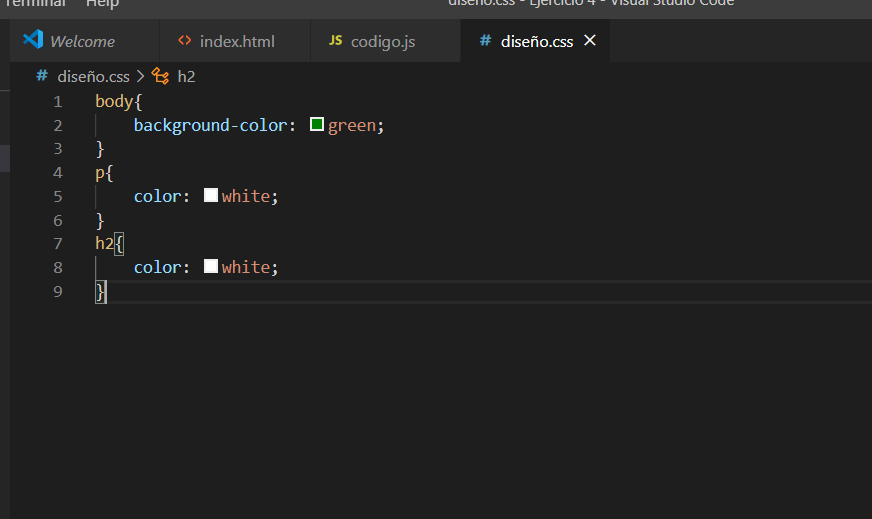 Terminal Help diseño.css - Ejercicio 4 - Visual Studio Code
Welcome index.html JS codigo.js # diseño.css ×
# diseño.css > h2
1 body{
2 background-color: green;
3 }
4 p{
5 color: white;
6 }
7 h2{
8 color: white;
9 }